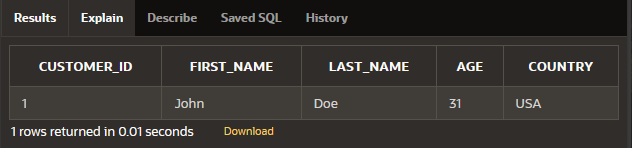 Results Explain Describe Saved SQL History
CUSTOMER_ID FIRST_NAME LAST_NAME AGE COUNTRY
1 John Doe 31 USA
1 rows returned in 0.01 seconds Download